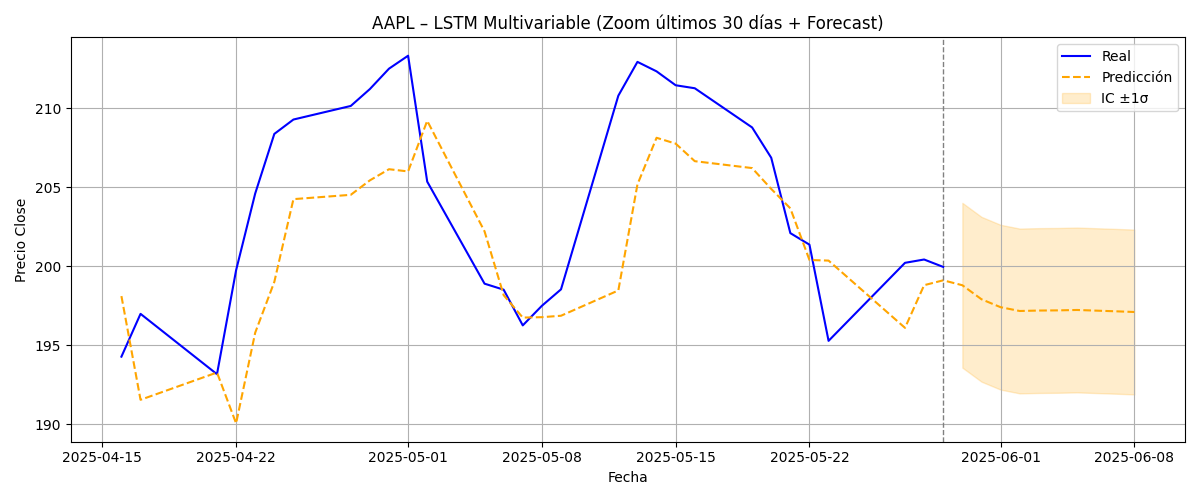 AAPL – LSTM Multivariable (Zoom últimos 30 días + Forecast)
Real
Predicción
IC ±1σ
Precio Close
210
205
200
195
190
2025-04-15
2025-04-22
2025-05-01
2025-05-08
2025-05-15
2025-05-22
2025-06-01
2025-06-08
Fecha